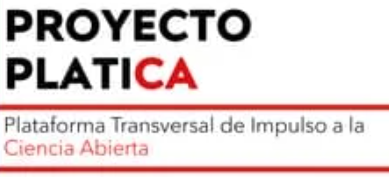 PROYECTO
PLATICA
Plataforma Transversal de Impulso a la
Ciencia Abierta